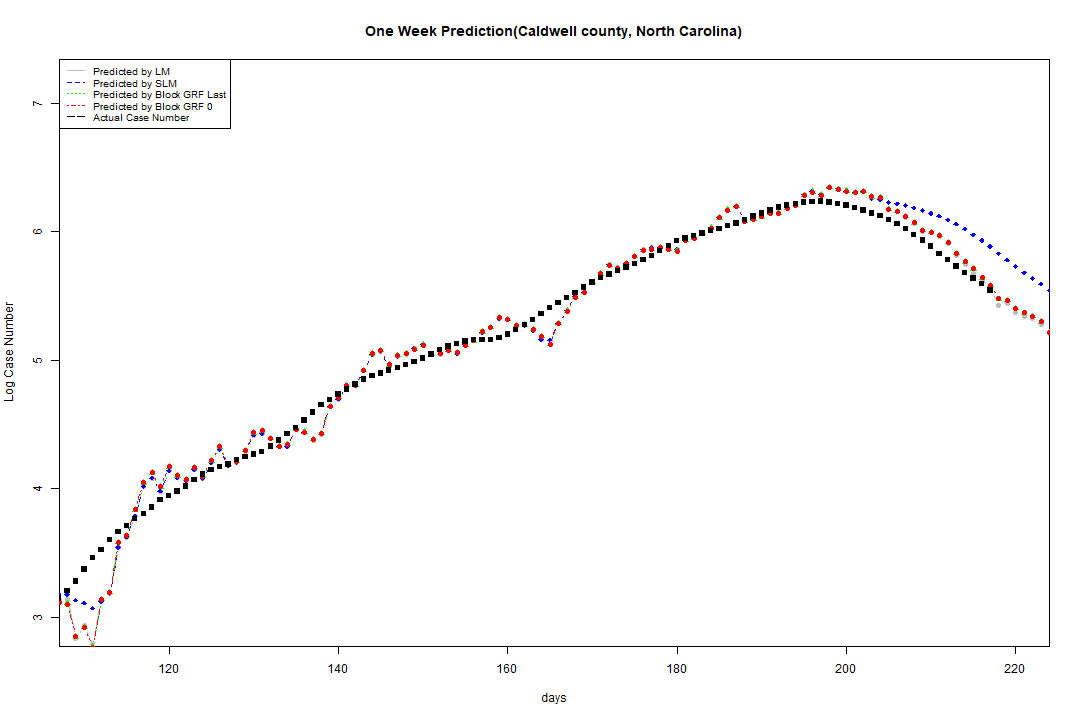 One Week Prediction(Caldwell county, North Carolina)
Predicted by LM
Predicted by SLM
Predicted by Block GRF Last
Predicted by Block GRF 0
Actual Case Number
Log Case Number
7
6
5
4
3
120 140 160 180 200 220
days